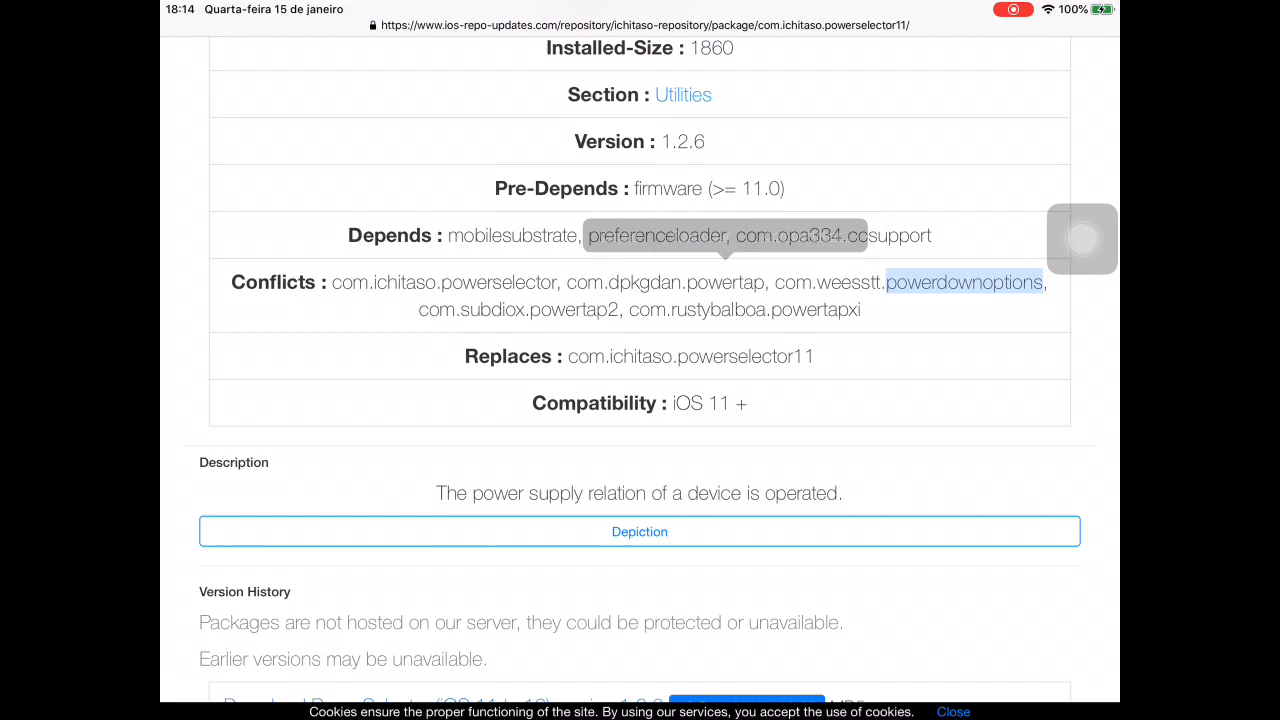 18:14 Quarta-feira 15 de janeiro 100%
https://www.ios-repo-updates.com/repository/ichitaso-repository/package/com.ichitaso.powerselector11/
Installed-Size : 1860
Section : Utilities
Version : 1.2.6
Pre-Depends : firmware (>= 11.0)
Depends : mobilesubstrate, preferenceloader, com.opa334.ccsupport
Conflicts : com.ichitaso.powerselector, com.dpkgdan.powertap, com.weesstt.powerdownoptions,
com.subdiox.powertap2, com.rustybalboa.powertapxi
Replaces : com.ichitaso.powerselector11
Compatibility : iOS 11 +
Description
The power supply relation of a device is operated.
Depiction
Version History
Packages are not hosted on our server, they could be protected or unavailable.
Earlier versions may be unavailable.
Cookies ensure the proper functioning of the site. By using our services, you accept the use of cookies. Close